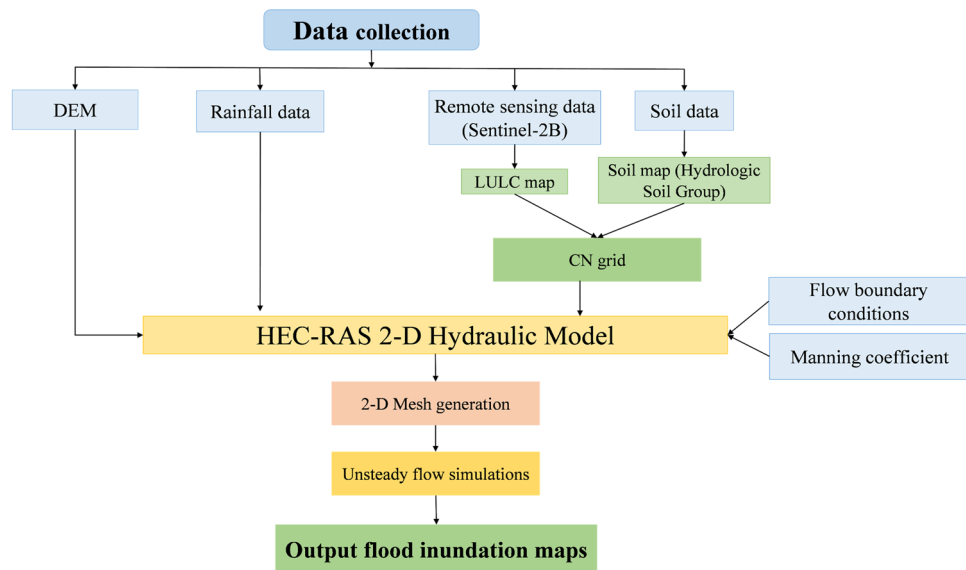 Data collection
DEM
Rainfall data
Remote sensing data
(Sentinel-2B)
Soil data
LULC map
Soil map (Hydrologic
Soil Group)
CN grid
Flow boundary
conditions
HEC-RAS 2-D Hydraulic Model
Manning coefficient
2-D Mesh generation
Unsteady flow simulations
Output flood inundation maps